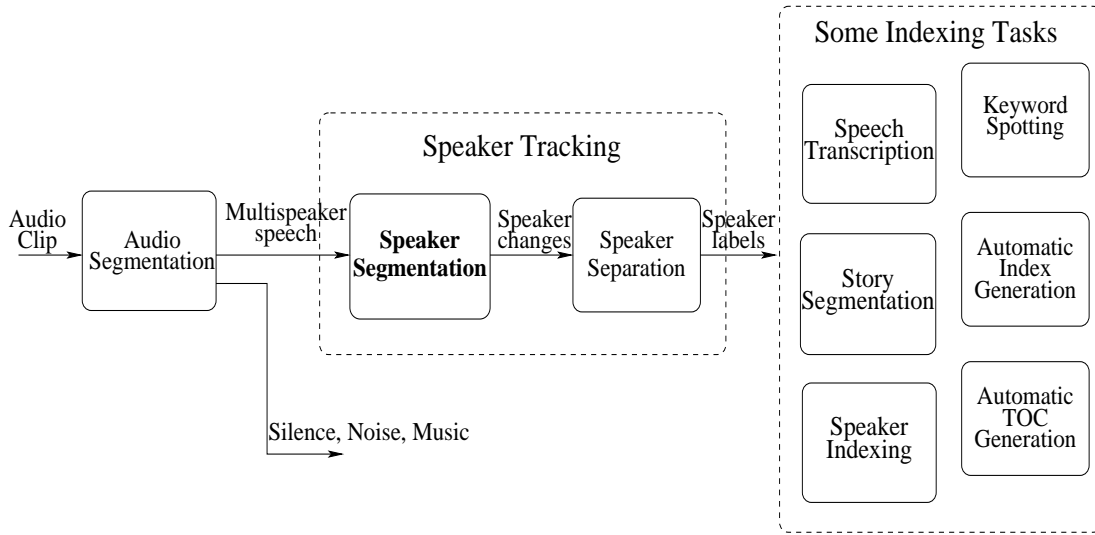 Audio
Clip
Audio
Segmentation
Multispeaker
speech
Silence, Noise, Music
Speaker Tracking
Speaker
Segmentation
Speaker
changes
Speaker
Separation
Speaker
labels
Some Indexing Tasks
Speech
Transcription
Keyword
Spotting
Story
Segmentation
Automatic
Index
Generation
Speaker
Indexing
Automatic
TOC
Generation